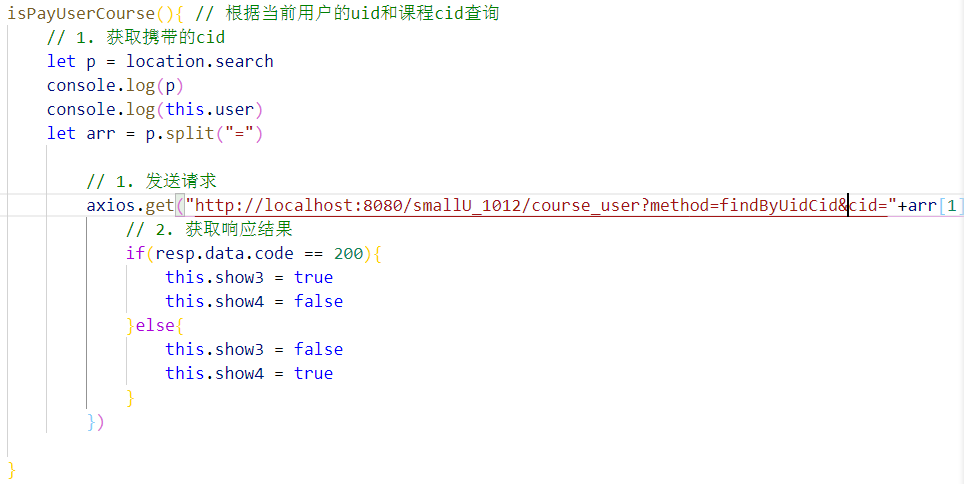 isPayUserCourse(){ // 根据当前用户的uid和课程cid查询
// 1. 获取携带的cid
let p = location.search
console.log(p)
console.log(this.user)
let arr = p.split("=")
// 1. 发送请求
axios.get("http://localhost:8080/smallU_1012/course_user?method=findByUidCid&cid="+arr[1]
// 2. 获取响应结果
if(resp.data.code == 200){
this.show3 = true
this.show4 = false
}else{
this.show3 = false
this.show4 = true
}
})
}